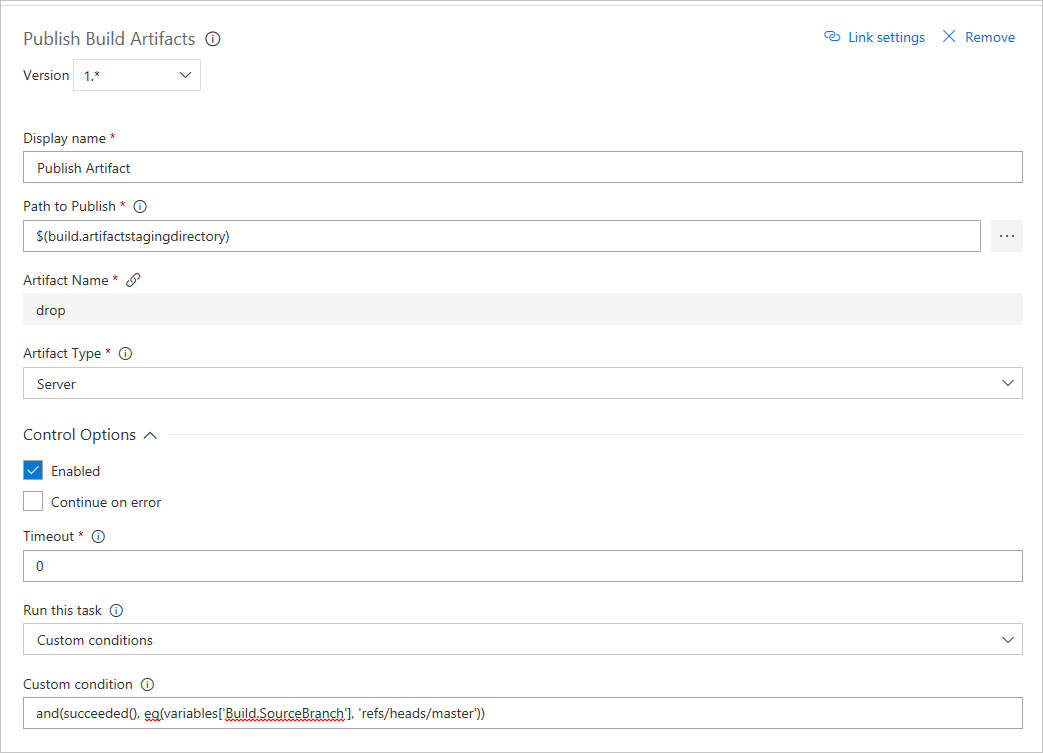 Publish Build Artifacts
Link settings
Remove
Version 1.*
Display name *
Publish Artifact
Path to Publish *
$(build.artifactstagingdirectory)
...
Artifact Name *
drop
Artifact Type *
Server
Control Options
Enabled
Continue on error
Timeout *
0
Run this task
Custom conditions
Custom condition
and(succeeded(), eq(variables['Build.SourceBranch'], 'refs/heads/master'))